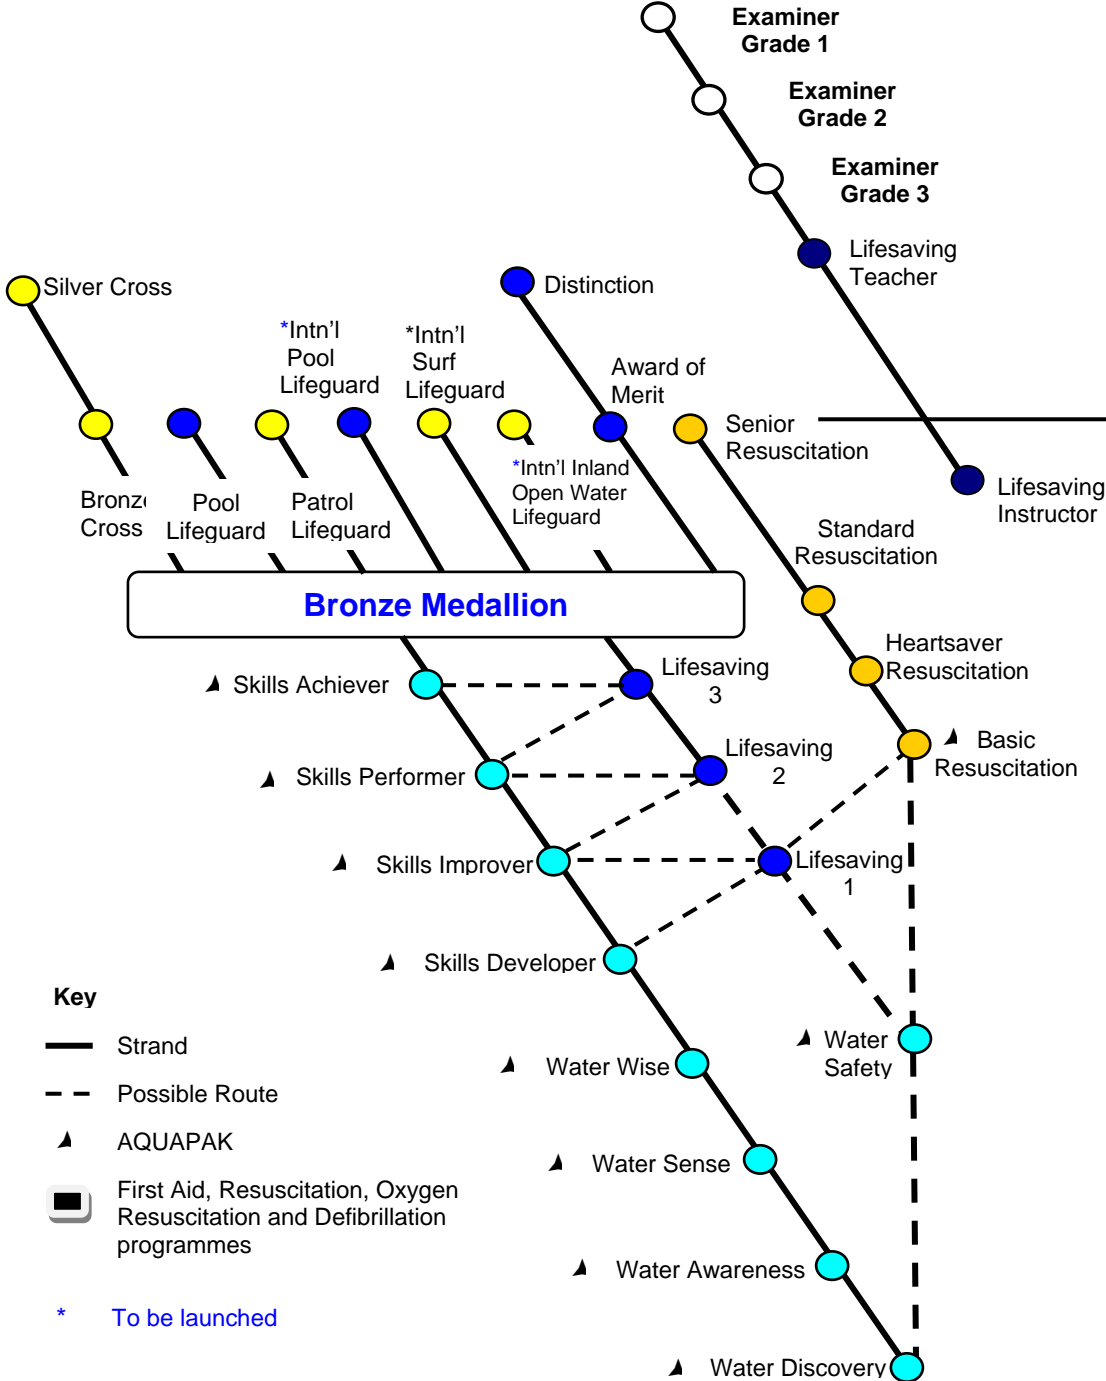 Examiner
Grade 1
Examiner
Grade 2
Examiner
Grade 3
Lifesaving
Teacher
Silver Cross
Distinction
*Intn'l
Pool
Lifeguard
*Intn'l
Surf
Lifeguard
Award of
Merit
Senior
Resuscitation
*Intn'l Inland
Open Water
Lifeguard
Bronze
Cross
Pool
Lifeguard
Patrol
Lifeguard
Lifesaving
Instructor
Standard
Resuscitation
Bronze Medallion
Heartsaver
Resuscitation
Skills Achiever
Lifesaving
3
Basic
Resuscitation
Skills Performer
Lifesaving
2
Skills Improver
Lifesaving
1
Skills Developer
Key
Strand
Water
Safety
Water Wise
Possible Route
AQUAPAK
Water Sense
First Aid, Resuscitation, Oxygen
Resuscitation and Defibrillation
programmes
Water Awareness
* To be launched
Water Discovery